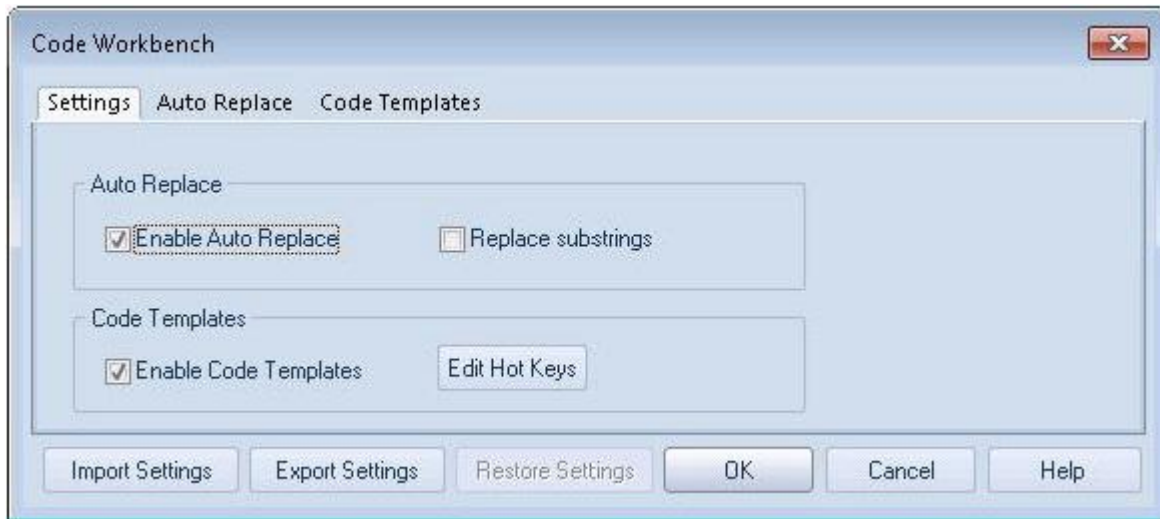 Code Workbench
Settings Auto Replace Code Templates
Auto Replace
Enable Auto Replace Replace substrings
Code Templates
Enable Code Templates Edit Hot Keys
Import Settings Export Settings Restore Settings OK Cancel Help